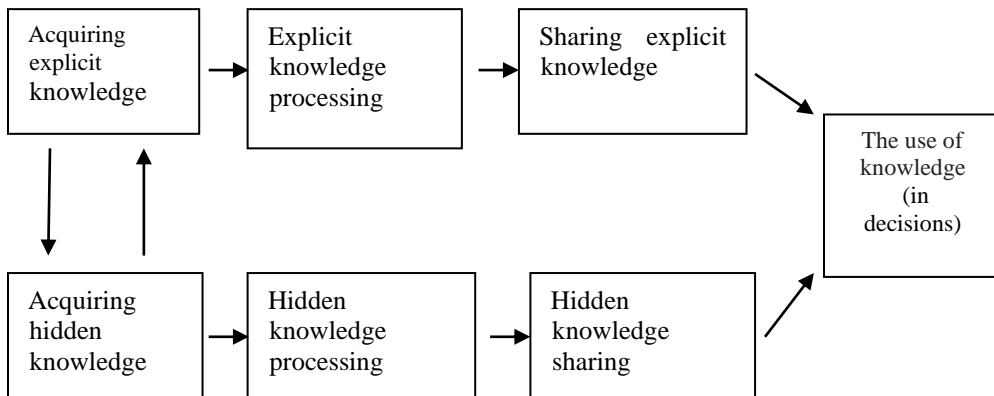 Acquiring
explicit
knowledge
Explicit
knowledge
processing
Sharing explicit
knowledge
The use of
knowledge
(in
decisions)
Acquiring
hidden
knowledge
Hidden
knowledge
processing
Hidden
knowledge
sharing